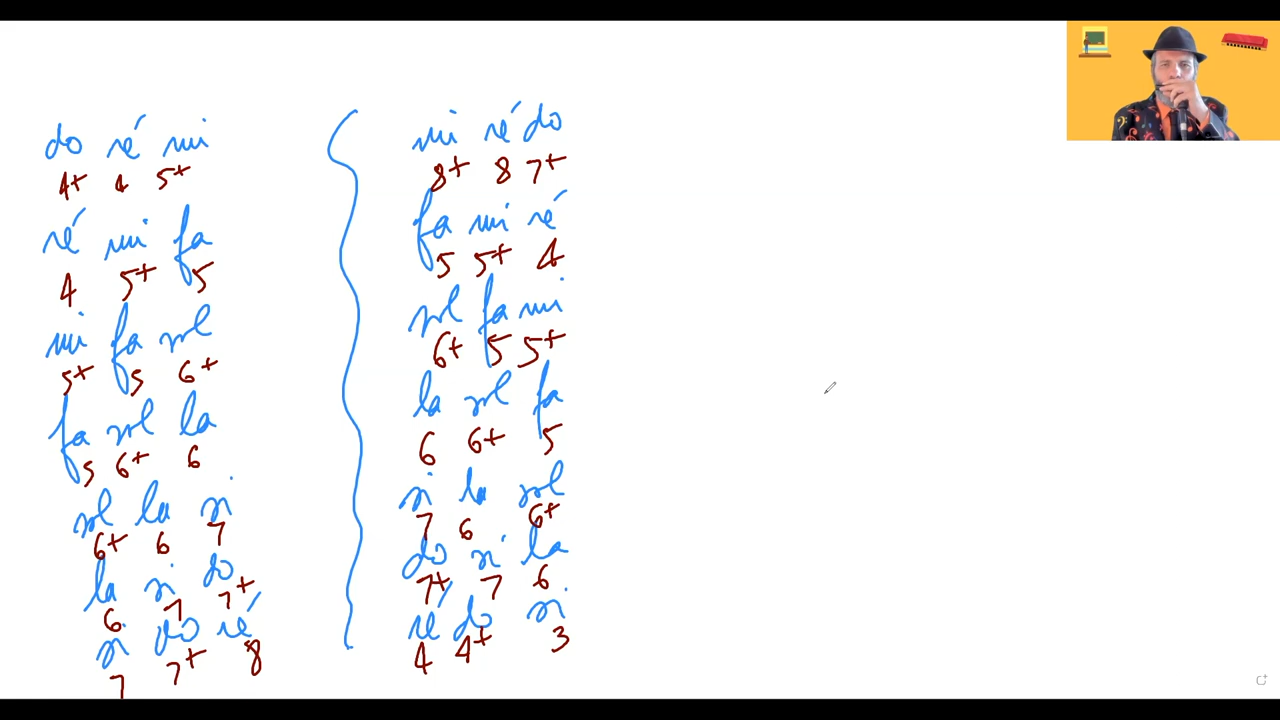 do ré mi
4+ 4 5+
ré mi fa
4 5+ 5
mi fa sol
5+ 5 6+
fa sol la
5 6+ 6
sol la si
6+ 6 7
la si do
6 7 7+
si do ré
7 7+ 8
mi ré do
8+ 8 7+
fa mi ré
5 5+ 4
sol fa mi
6+ 5 5+
la sol fa
6 6+ 5
si la sol
7 6 6+
do si la
7+ 7 6
ré do si
4 4+ 3